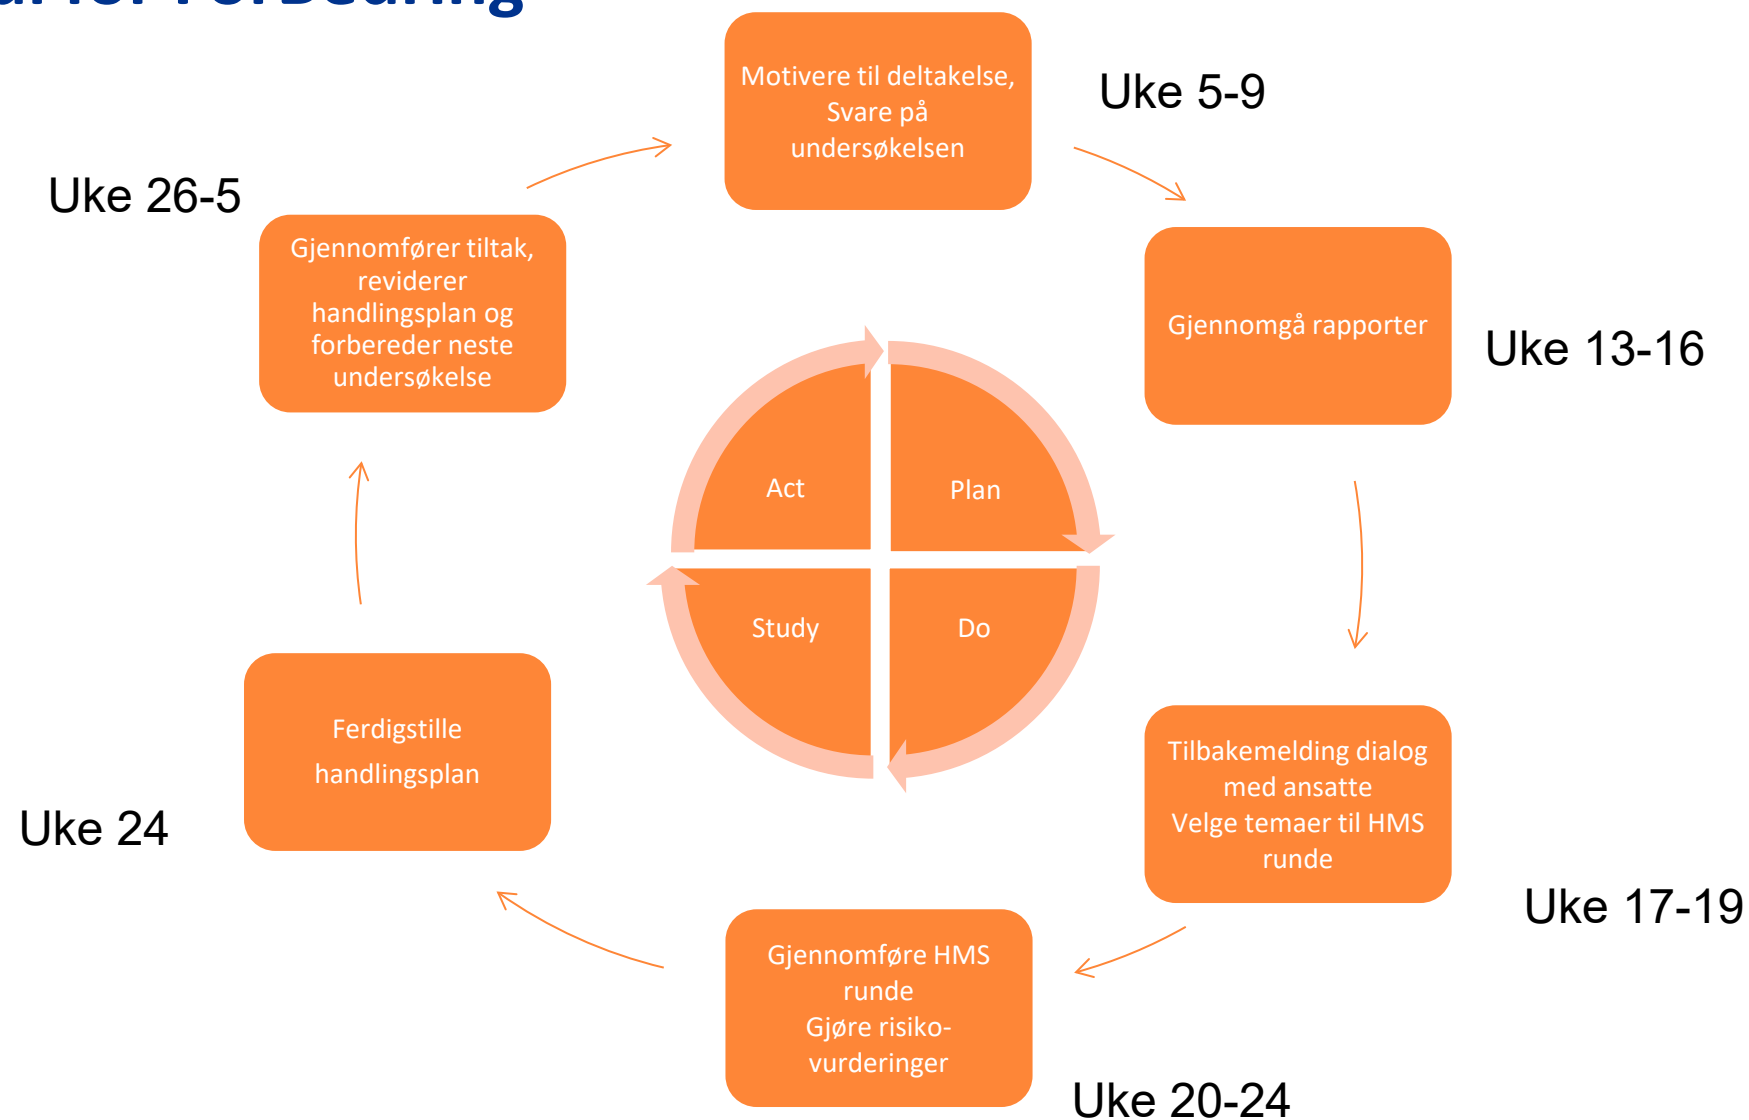 for Forbedring
Motivere til deltakelse,
Svare på
undersøkelsen
Uke 5-9
Gjennomgå rapporter
Uke 13-16
Tilbakemelding dialog
med ansatte
Velge temaer til HMS
runde
Uke 17-19
Gjennomføre HMS
runde
Gjøre risiko-
vurderinger
Uke 20-24
Ferdigstille
handlingsplan
Uke 24
Gjennomfører tiltak,
reviderer
handlingsplan og
forbereder neste
undersøkelse
Uke 26-5
Act
Plan
Study
Do